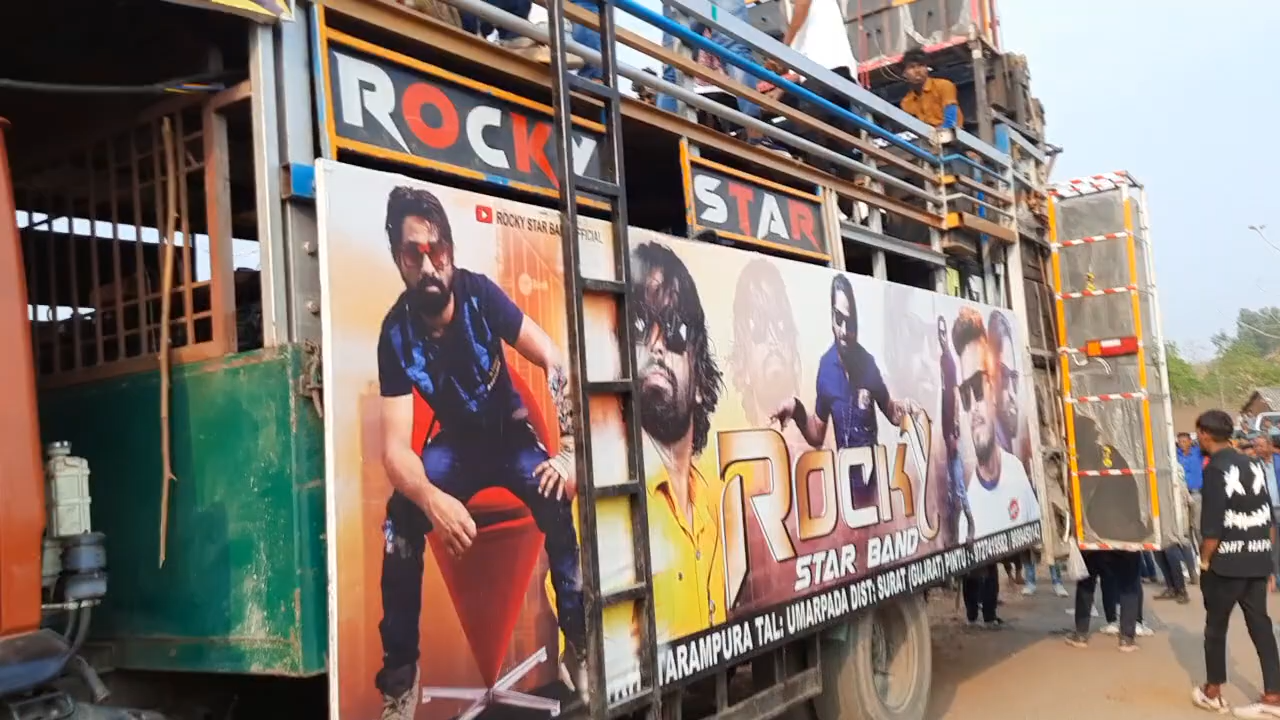 ROCKY
STAR
ROCKY STAR BAND OFFICIAL
ROCKY
STAR BAND
TARAMPURA TAL: UMARPADA DIST: SURAT (GUJRAT) PINTU :-
SHIT HAPP